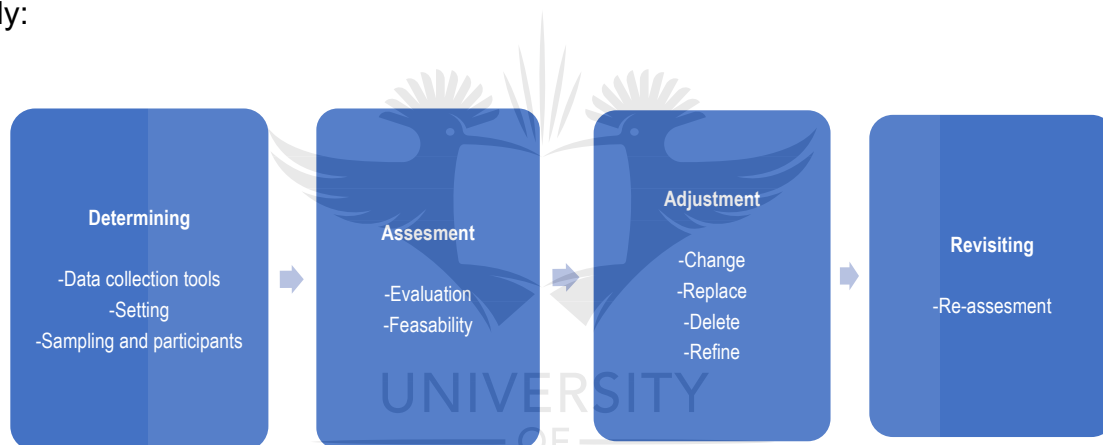 ly:
Determining
-Data collection tools
-Setting
-Sampling and participants
Assesment
-Evaluation
-Feasability
Adjustment
-Change
-Replace
-Delete
-Refine
Revisiting
-Re-assesment
UNIVERSITY
OF